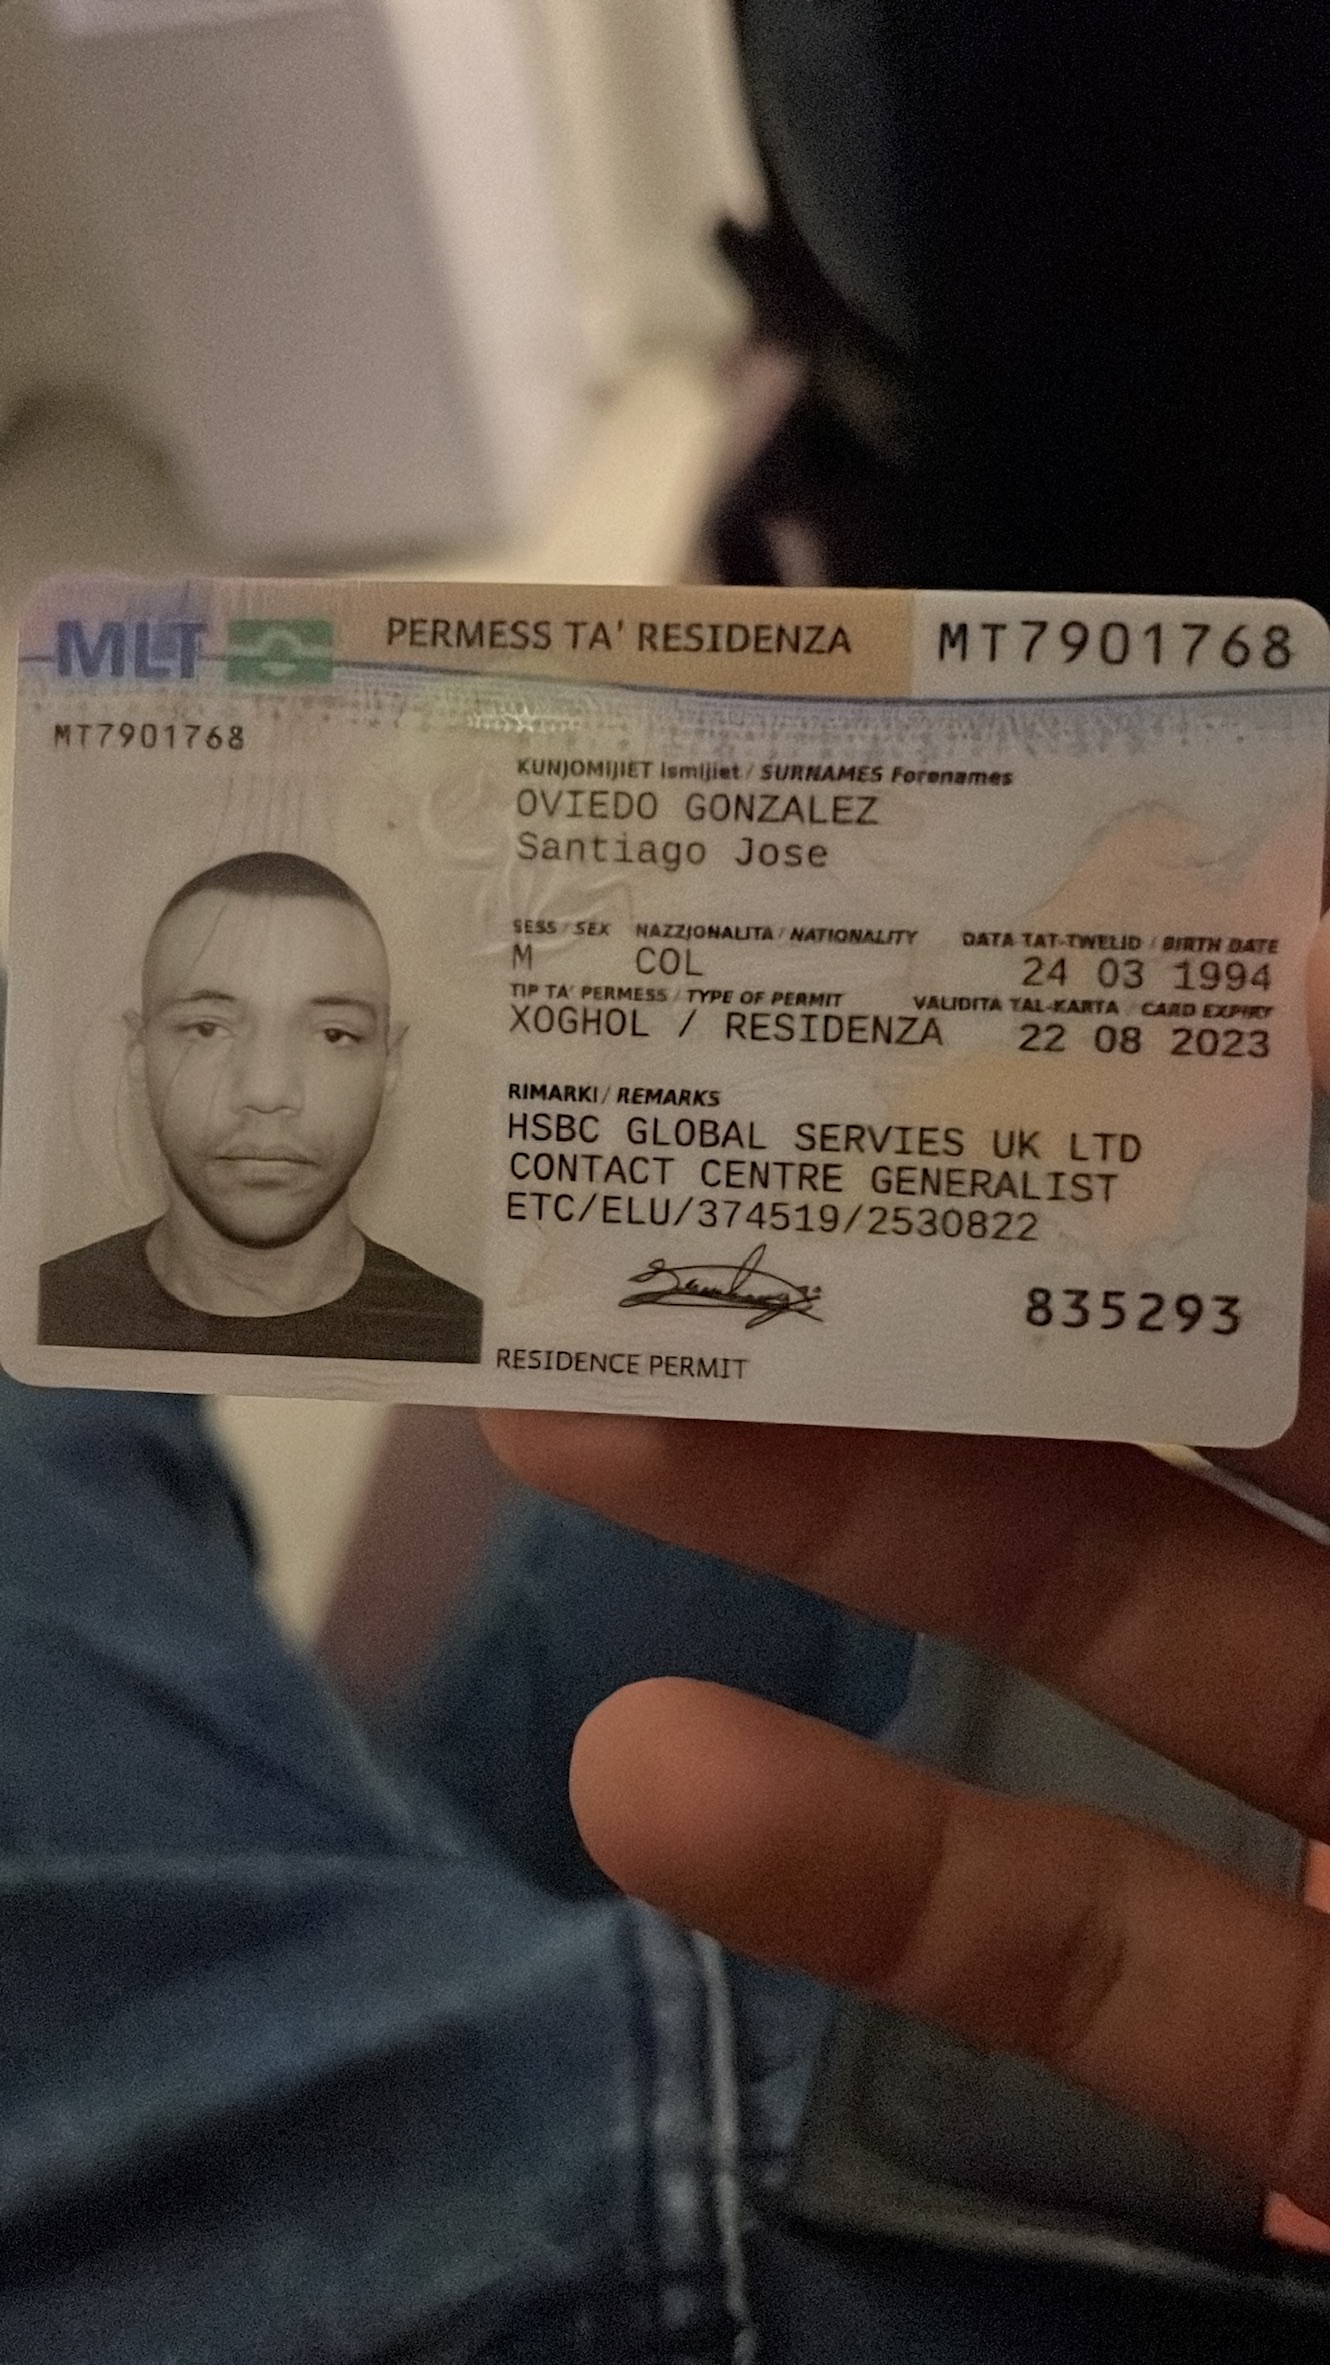 MLT PERMESS TA' RESIDENZA MT7901768
MT7901768
KUNJOMIJIET Ismijiet / SURNAMES Forenames
OVIEDO GONZALEZ
Santiago Jose
SESS / SEX NAZZJONALITA / NATIONALITY DATA TAT-TWELID / BIRTH DATE
M COL 24 03 1994
TIP TA' PERMESS / TYPE OF PERMIT VALIDITA TAL-KARTA / CARD EXPIRY
XOGHOL / RESIDENZA 22 08 2023
RIMARKI / REMARKS
HSBC GLOBAL SERVIES UK LTD
CONTACT CENTRE GENERALIST
ETC/ELU/374519/2530822
835293
RESIDENCE PERMIT